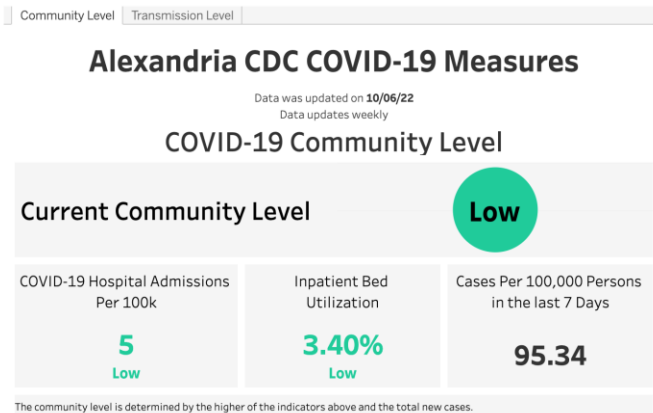 Community Level Transmission Level
Alexandria CDC COVID-19 Measures
Data was updated on 10/06/22
Data updates weekly
COVID-19 Community Level
Current Community Level Low
COVID-19 Hospital Admissions
Per 100k
5
Low
Inpatient Bed
Utilization
3.40%
Low
Cases Per 100,000 Persons
in the last 7 Days
95.34
The community level is determined by the higher of the indicators above and the total new cases.